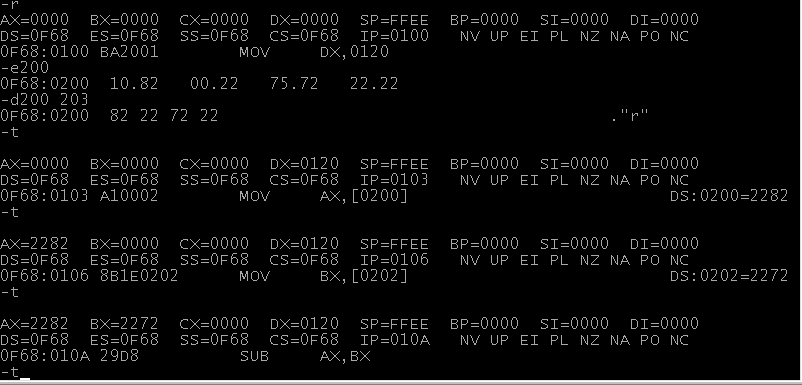 -r
AX=0000 BX=0000 CX=0000 DX=0000 SP=FFEE BP=0000 SI=0000 DI=0000
DS=0F68 ES=0F68 SS=0F68 CS=0F68 IP=0100 NV UP EI PL NZ NA PO NC
0F68:0100 BA2001 MOV DX,0120
-e200
0F68:0200 10.82 00.22 75.72 22.22
-d200 203
0F68:0200 82 22 72 22 ."r"
-t
AX=0000 BX=0000 CX=0000 DX=0120 SP=FFEE BP=0000 SI=0000 DI=0000
DS=0F68 ES=0F68 SS=0F68 CS=0F68 IP=0103 NV UP EI PL NZ NA PO NC
0F68:0103 A10002 MOV AX,[0200] DS:0200=2282
-t
AX=2282 BX=0000 CX=0000 DX=0120 SP=FFEE BP=0000 SI=0000 DI=0000
DS=0F68 ES=0F68 SS=0F68 CS=0F68 IP=0106 NV UP EI PL NZ NA PO NC
0F68:0106 8B1E0202 MOV BX,[0202] DS:0202=2272
-t
AX=2282 BX=2272 CX=0000 DX=0120 SP=FFEE BP=0000 SI=0000 DI=0000
DS=0F68 ES=0F68 SS=0F68 CS=0F68 IP=010A NV UP EI PL NZ NA PO NC
0F68:010A 29D8 SUB AX,BX
-t_